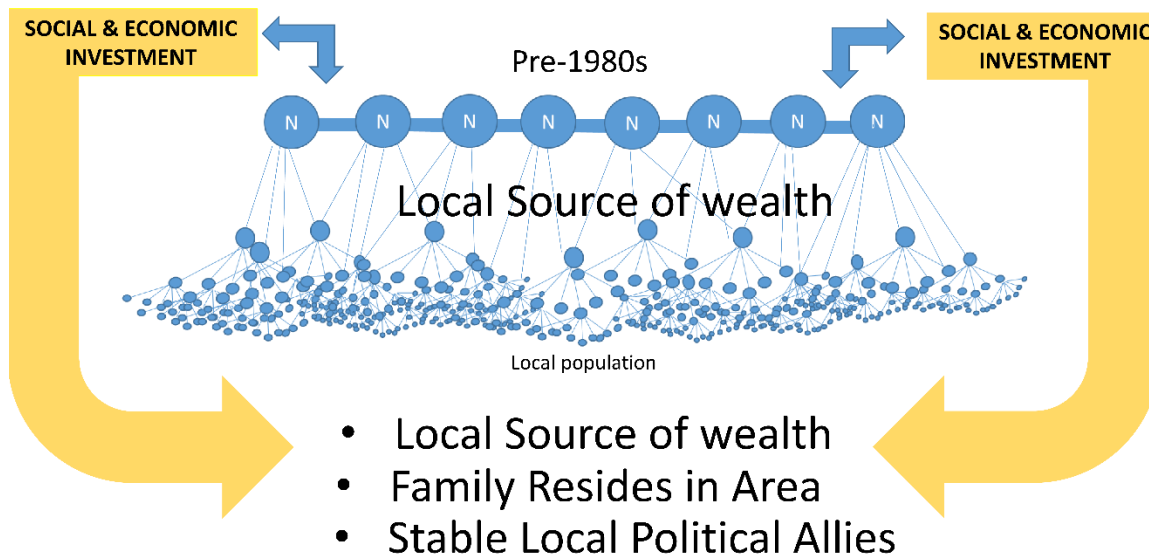 SOCIAL & ECONOMIC
INVESTMENT
Pre-1980s
SOCIAL & ECONOMIC
INVESTMENT
N N N N N N N N
Local Source of wealth
Local population
• Local Source of wealth
• Family Resides in Area
• Stable Local Political Allies